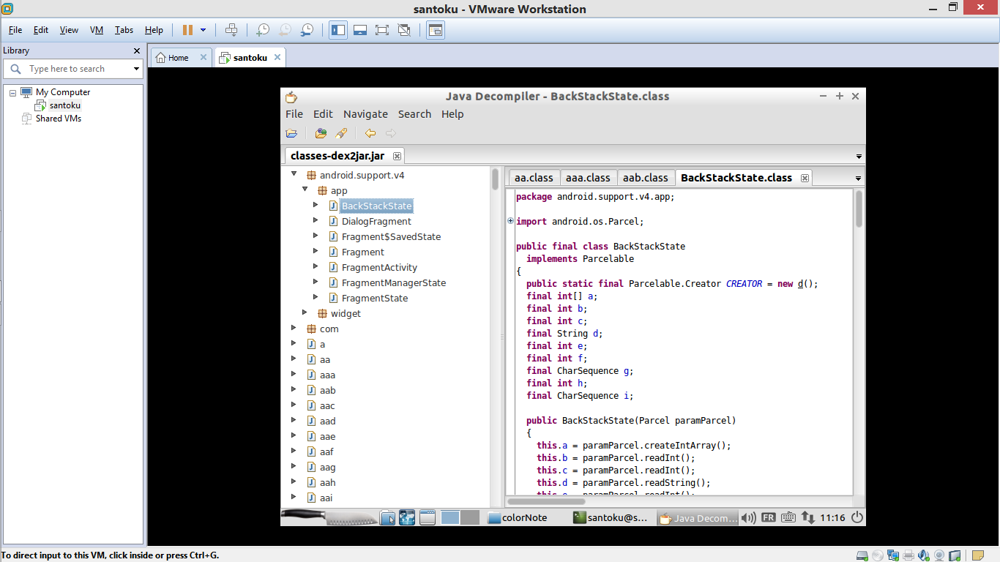 santoku - VMware Workstation
File Edit View VM Tabs Help
Library
Type here to search
My Computer
santoku
Shared VMs
Home santoku
Java Decompiler - BackStackState.class
File Edit Navigate Search Help
classes-dex2jar.jar
android.support.v4
app
BackStackState
DialogFragment
Fragment$SavedState
Fragment
FragmentActivity
FragmentManagerState
FragmentState
widget
com
a
aa
aaa
aab
aac
aad
aae
aaf
aag
aah
aai
aa.class aaa.class aab.class BackStackState.class
package android.support.v4.app;
import android.os.Parcel;
public final class BackStackState
implements Parcelable
{
public static final Parcelable.Creator CREATOR = new d();
final int[] a;
final int b;
final int c;
final String d;
final int e;
final int f;
final CharSequence g;
final int h;
final CharSequence i;
public BackStackState(Parcel paramParcel)
{
this.a = paramParcel.createIntArray();
this.b = paramParcel.readInt();
this.c = paramParcel.readInt();
this.d = paramParcel.readString();
this.e = paramParcel.readInt();
colorNote santoku@s... Java Decom... FR 11:16
To direct input to this VM, click inside or press Ctrl+G.